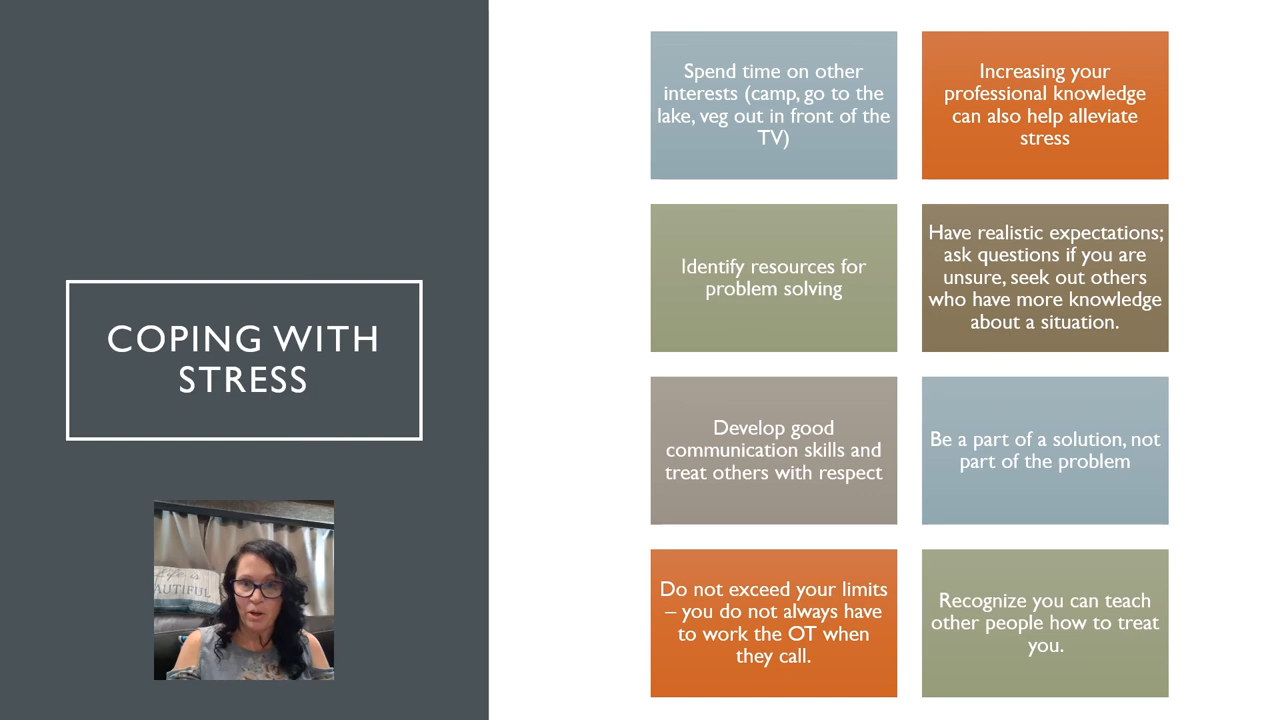 COPING WITH
STRESS
Spend time on other
interests (camp, go to the
lake, veg out in front of the
TV)
Increasing your
professional knowledge
can also help alleviate
stress
Identify resources for
problem solving
Have realistic expectations;
ask questions if you are
unsure, seek out others
who have more knowledge
about a situation.
Develop good
communication skills and
treat others with respect
Be a part of a solution, not
part of the problem
Do not exceed your limits
– you do not always have
to work the OT when
they call.
Recognize you can teach
other people how to treat
you.
Life is
AUTIFUL